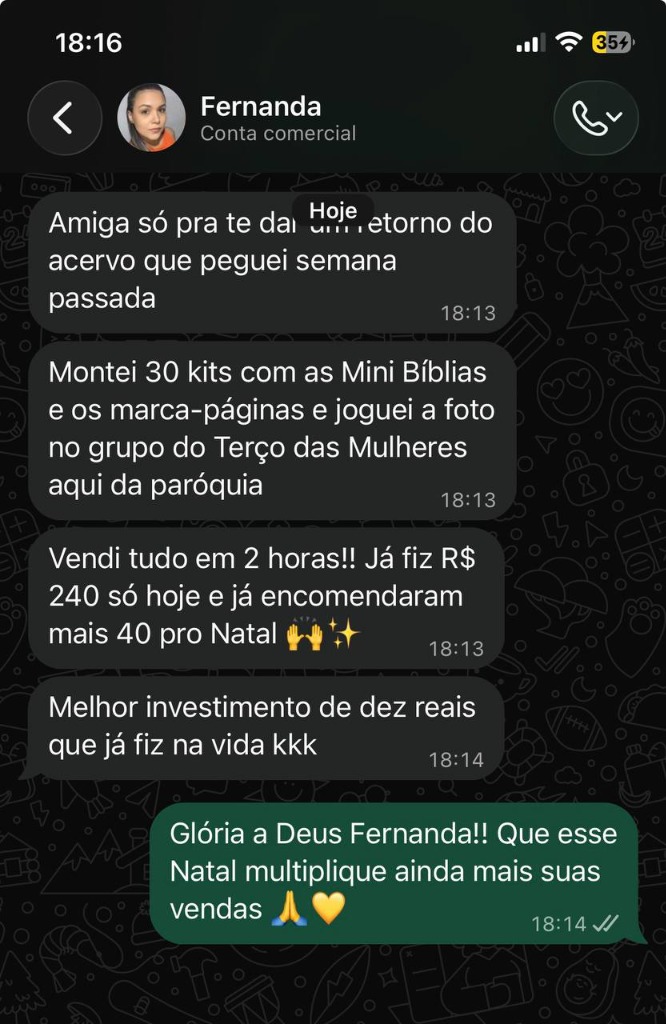 18:16
35
Fernanda
Conta comercial
Hoje
Amiga só pra te dar um retorno do
acervo que peguei semana
passada
18:13
Montei 30 kits com as Mini Bíblias
e os marca-páginas e joguei a foto
no grupo do Terço das Mulheres
aqui da paróquia
18:13
Vendi tudo em 2 horas!! Já fiz R$
240 só hoje e já encomendaram
mais 40 pro Natal 🙌✨
18:13
Melhor investimento de dez reais
que já fiz na vida kkk
18:14
Glória a Deus Fernanda!! Que esse
Natal multiplique ainda mais suas
vendas 🙏💛
18:14